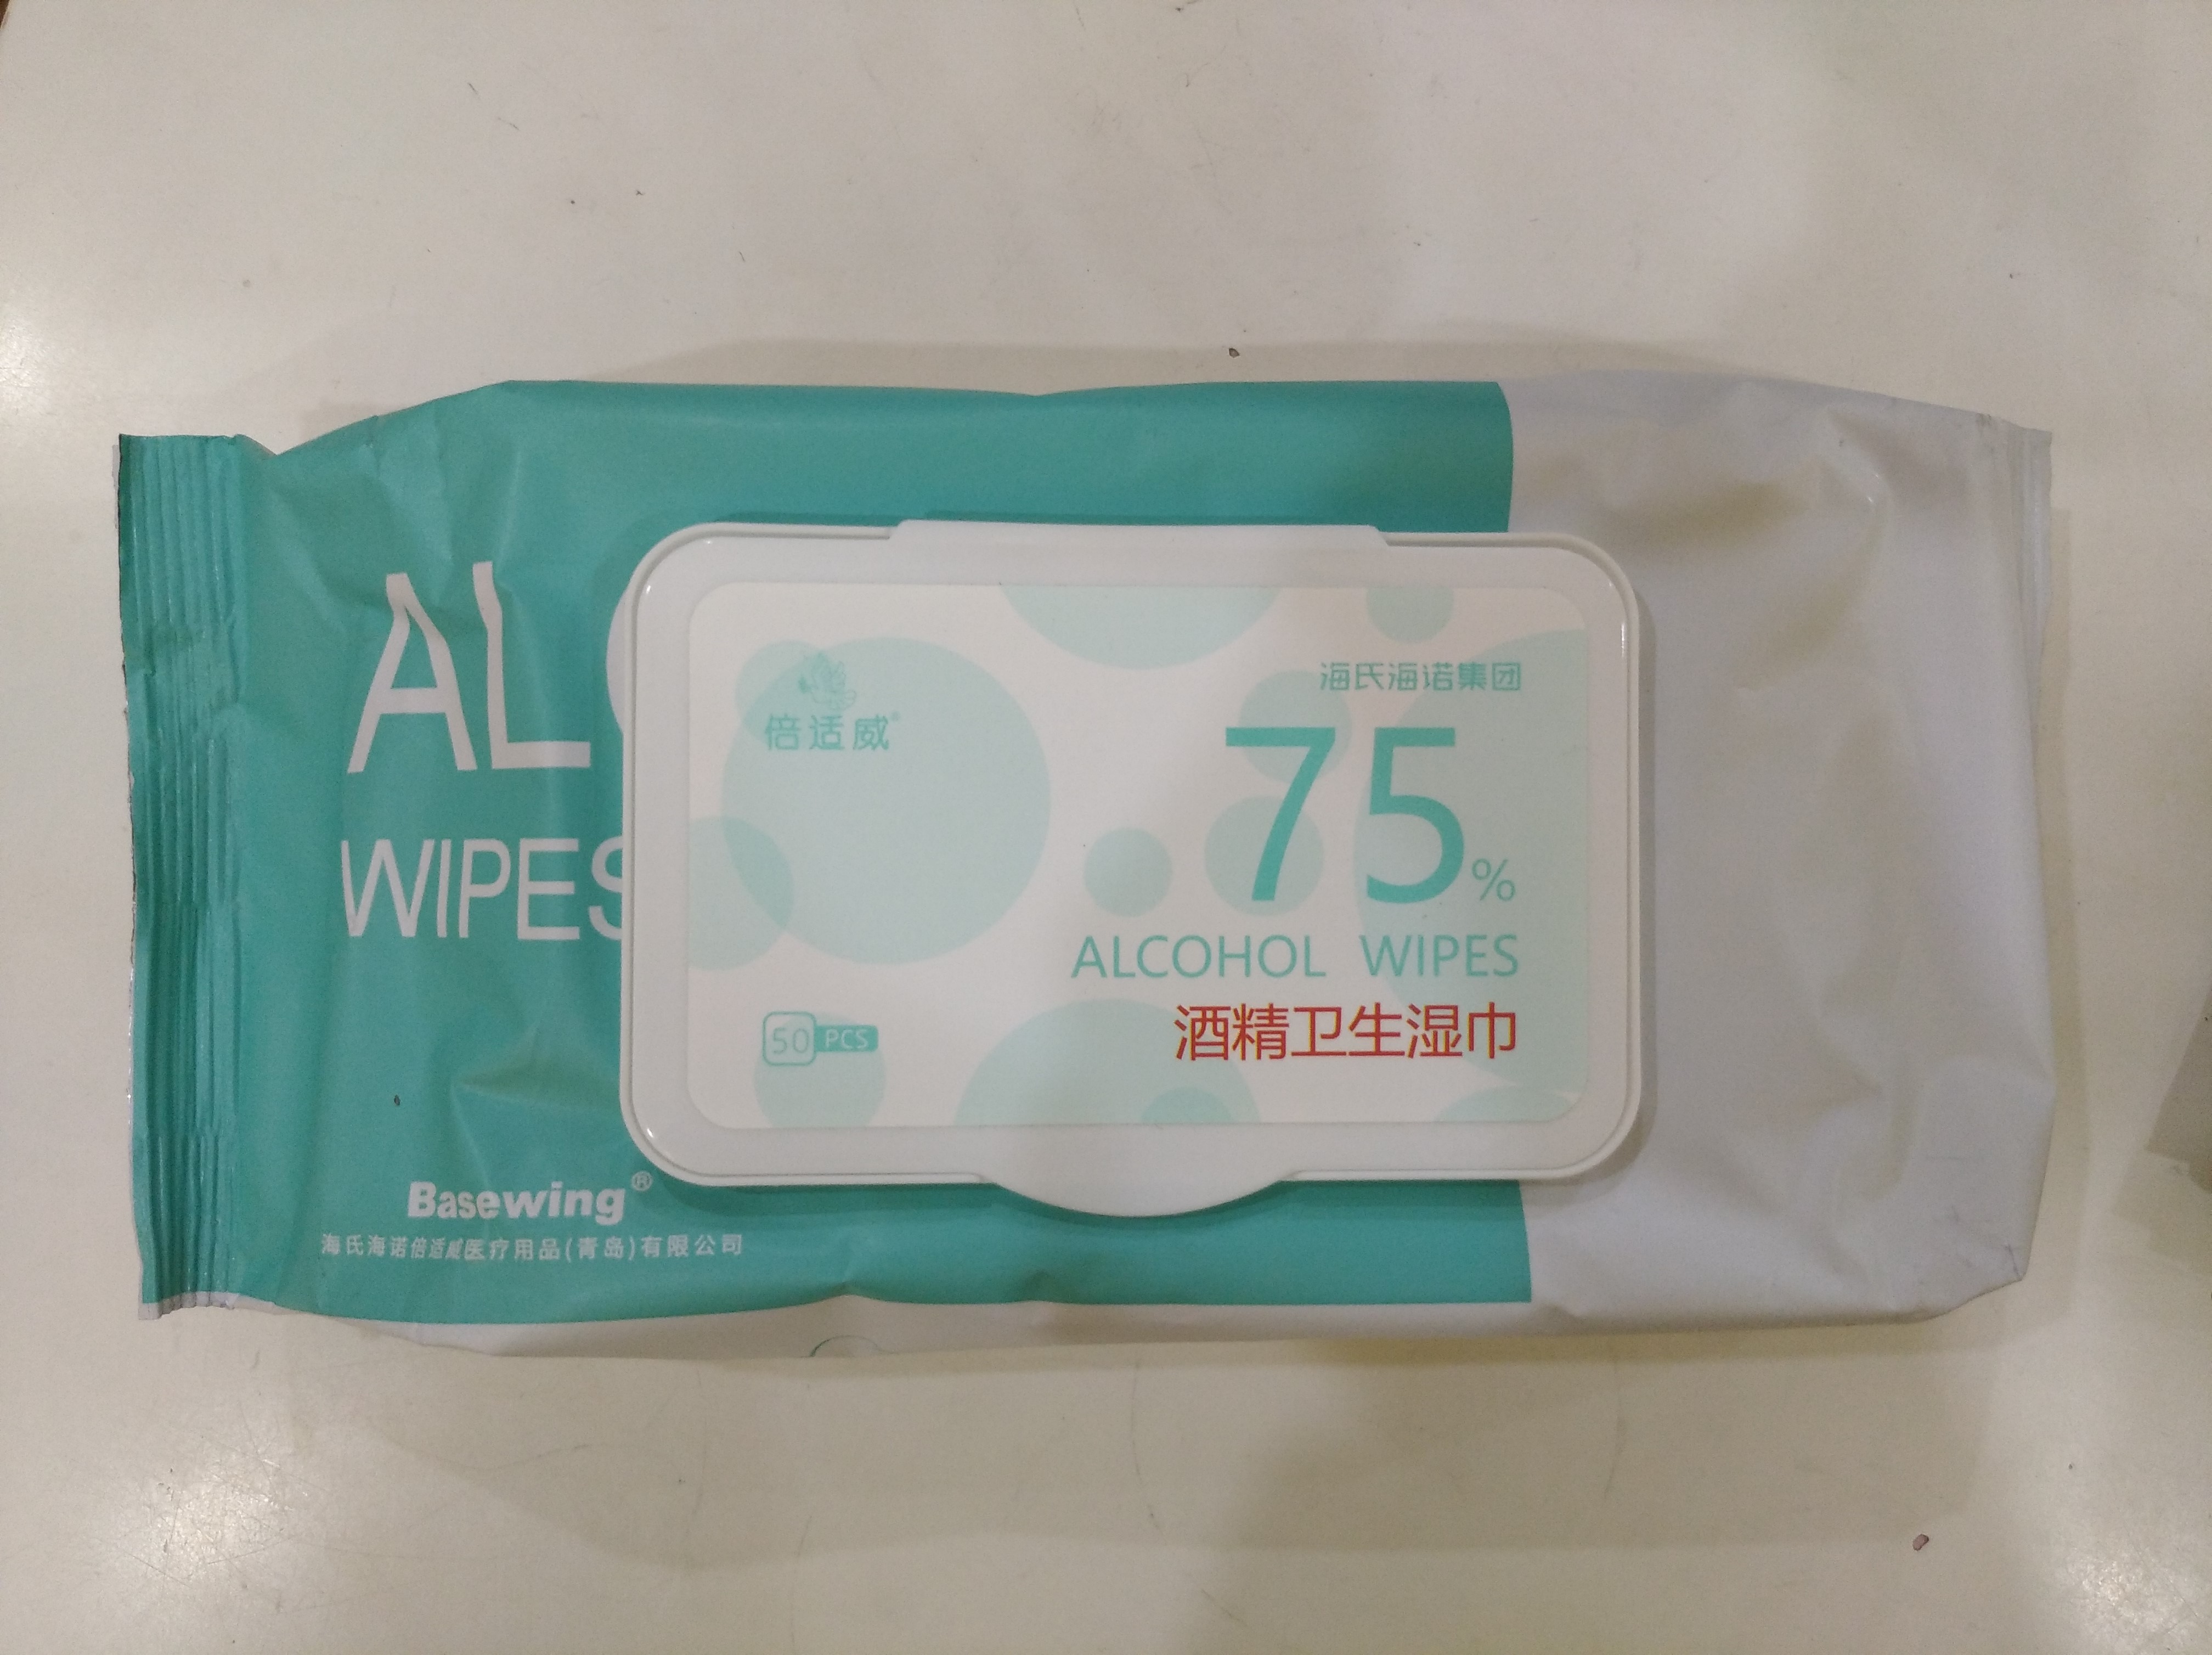 AL
WIPES
Basewing®
海氏海诺倍适威医疗用品(青岛)有限公司
倍适威®
海氏海诺集团
75%
ALCOHOL WIPES
酒精卫生湿巾
50 PCS